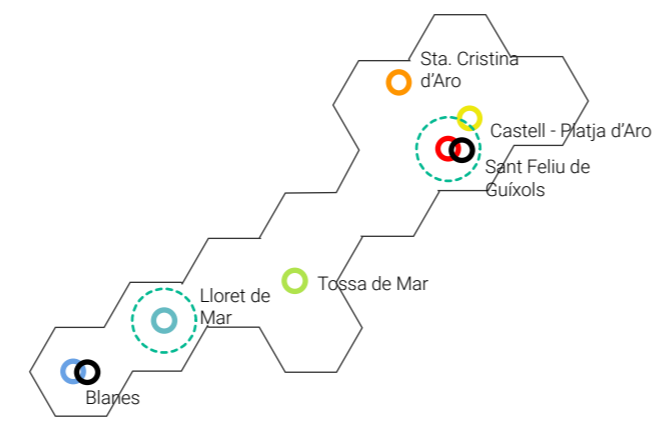 Sta. Cristina
d’Aro
Castell - Platja d’Aro
Sant Feliu de
Guíxols
Tossa de Mar
Lloret de
Mar
Blanes